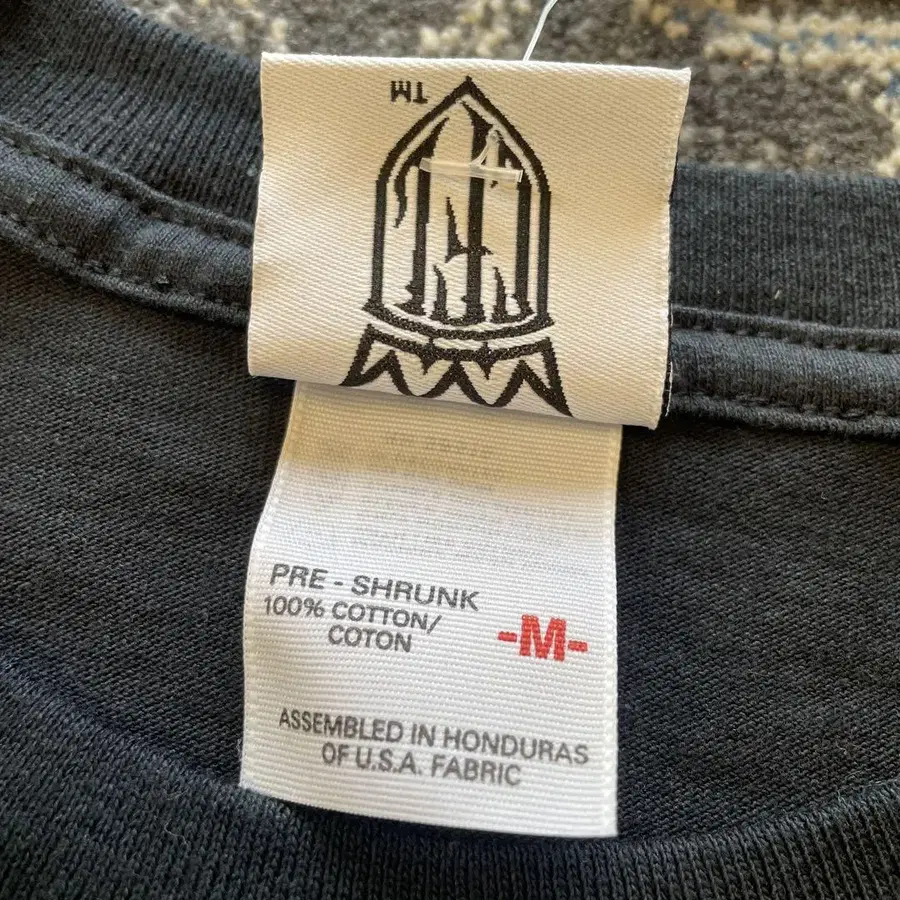 TM
PRE - SHRUNK
100% COTTON/
COTON
-M-
ASSEMBLED IN HONDURAS
OF U.S.A. FABRIC